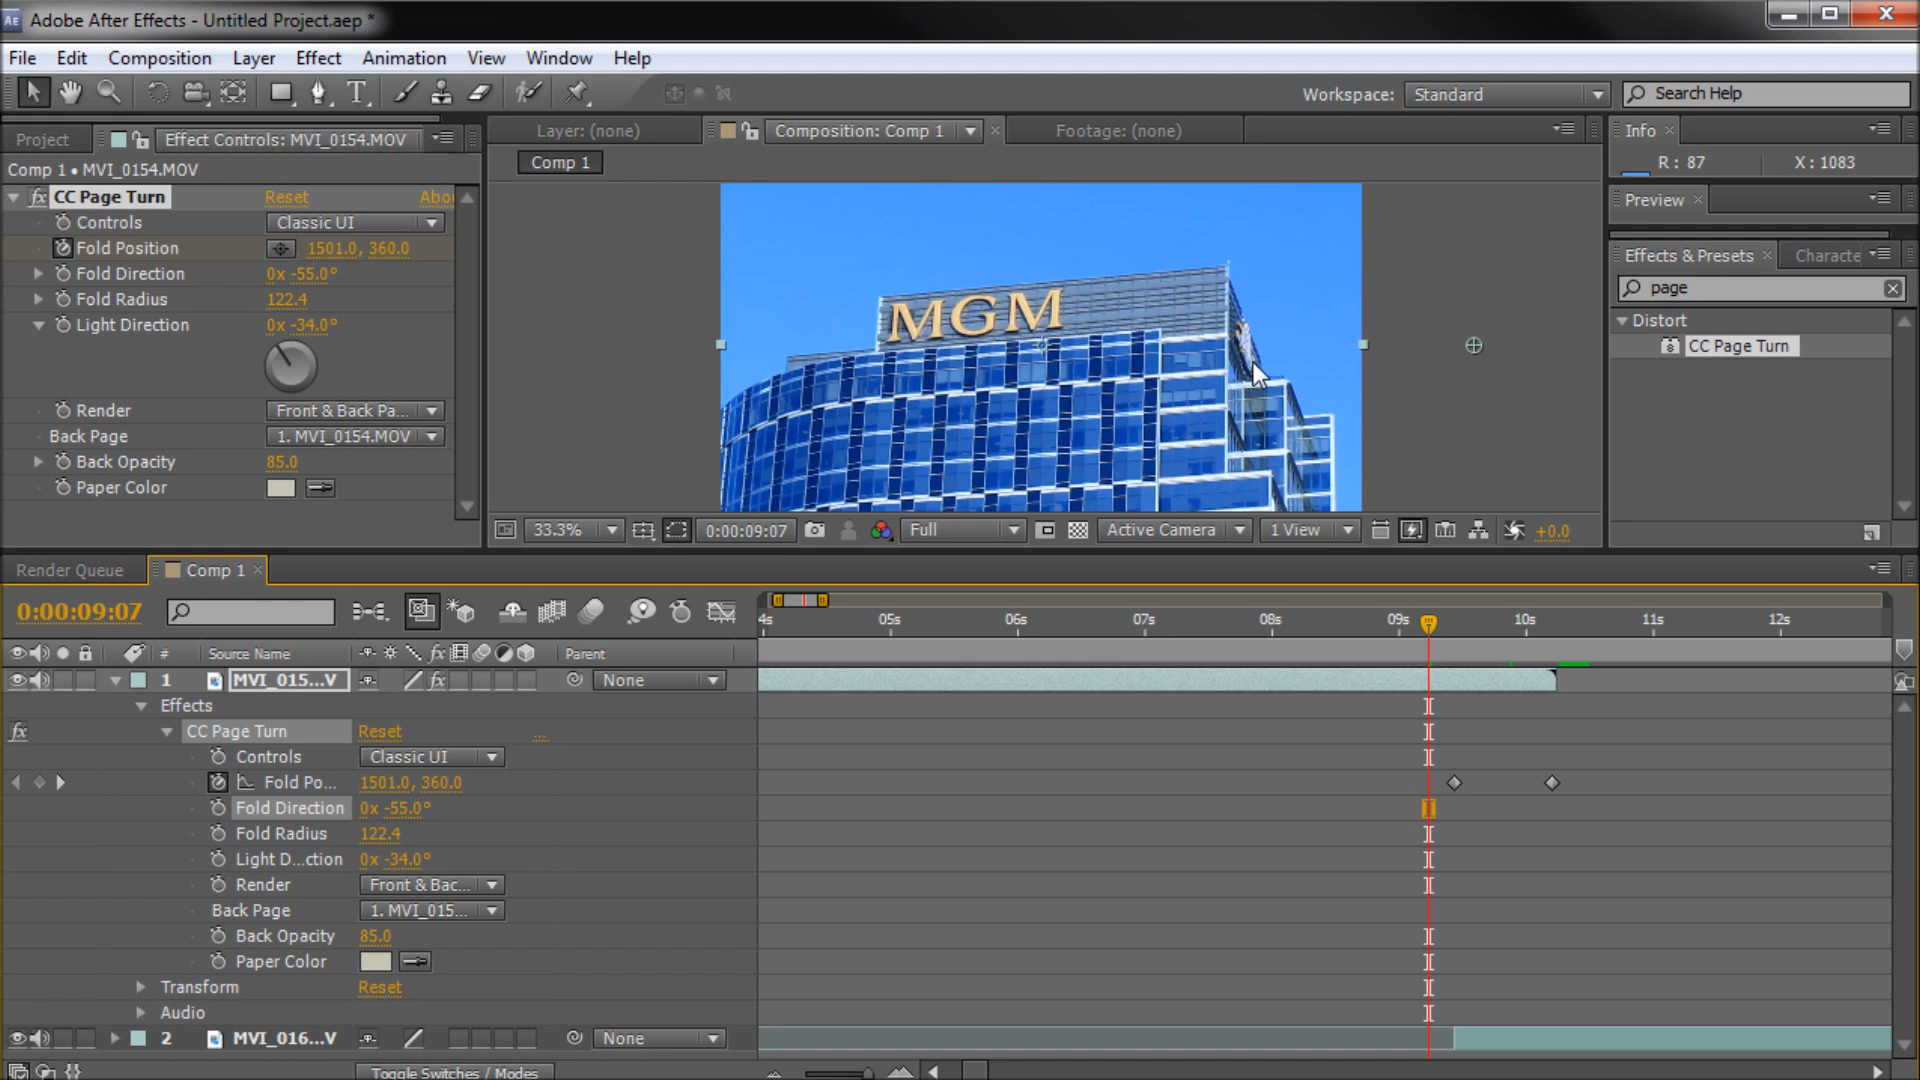 Adobe After Effects - Untitled Project.aep *
File Edit Composition Layer Effect Animation View Window Help
Workspace: Standard Search Help
Project Effect Controls: MVI_0154.MOV
Layer: (none) Composition: Comp 1 Footage: (none)
Info
Comp 1 • MVI_0154.MOV
Comp 1
R: 87 X: 1083
fx CC Page Turn Reset Abo
Preview
Controls Classic UI
Fold Position 1501.0, 360.0
Effects & Presets Characte
Fold Direction 0x -55.0°
page
Fold Radius 122.4
Distort
Light Direction 0x -34.0°
CC Page Turn
MGM
Render Front & Back Pa...
Back Page 1. MVI_0154.MOV
Back Opacity 85.0
Paper Color
33.3% 0:00:09:07 Full Active Camera 1 View +0.0
Render Queue Comp 1
0:00:09:07
4s 05s 06s 07s 08s 09s 10s 11s 12s
# Source Name fx Parent
1 MVI_015...V fx None
Effects
fx CC Page Turn Reset ...
Controls Classic UI
Fold Po... 1501.0, 360.0
Fold Direction 0x -55.0°
Fold Radius 122.4
Light D...ction 0x -34.0°
Render Front & Bac...
Back Page 1. MVI_015...
Back Opacity 85.0
Paper Color
Transform Reset
Audio
2 MVI_016...V None
Toggle Switches / Modes